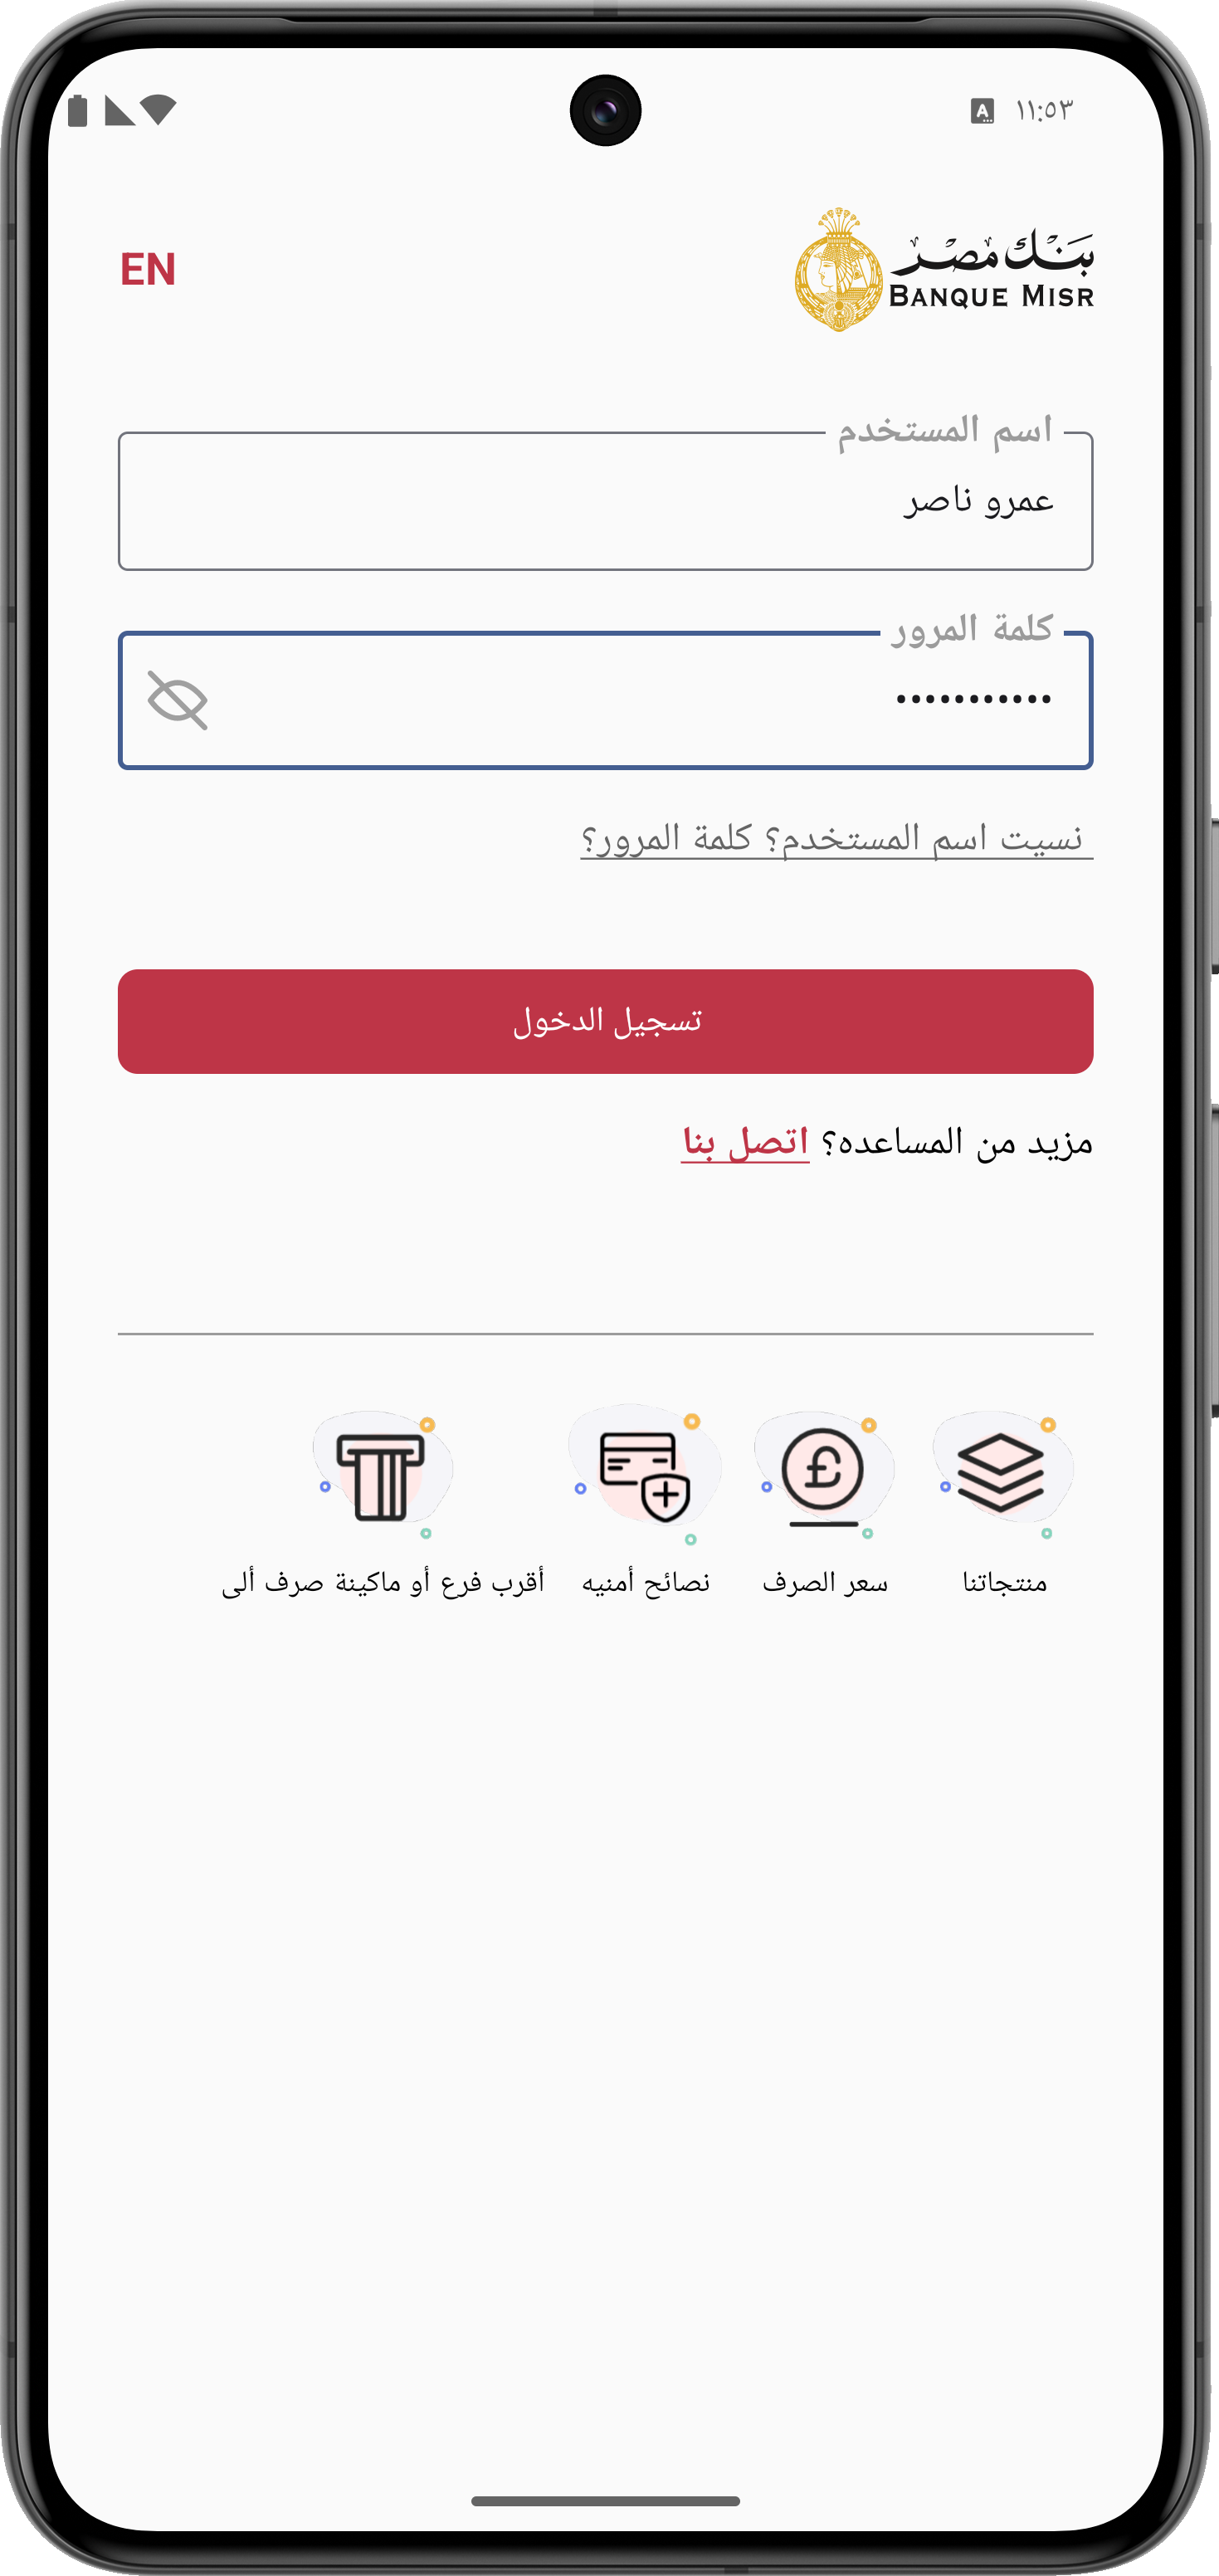 ١١:٥٣
بنك مصر
BANQUE MISR
EN
اسم المستخدم
عمرو ناصر
كلمة المرور
•••••••••••
نسيت اسم المستخدم؟ كلمة المرور؟
تسجيل الدخول
مزيد من المساعده؟ اتصل بنا
منتجاتنا
سعر الصرف
نصائح أمنيه
أقرب فرع أو ماكينة صرف ألى